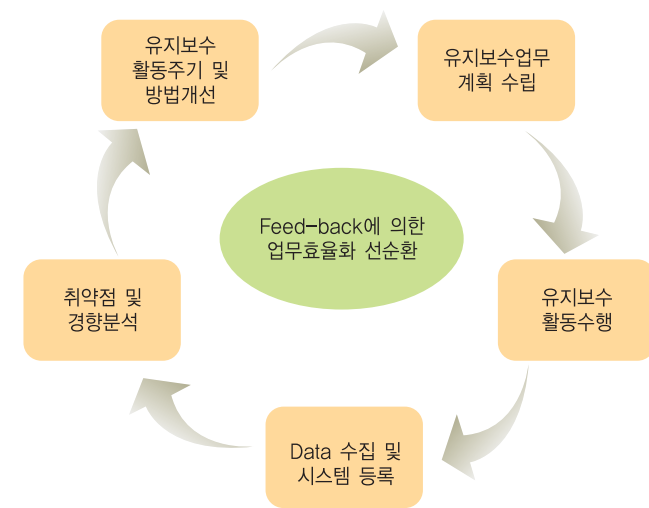 유지보수
활동주기 및
방법개선
유지보수업무
계획 수립
Feed-back에 의한
업무효율화 선순환
취약점 및
경향분석
유지보수
활동수행
Data 수집 및
시스템 등록